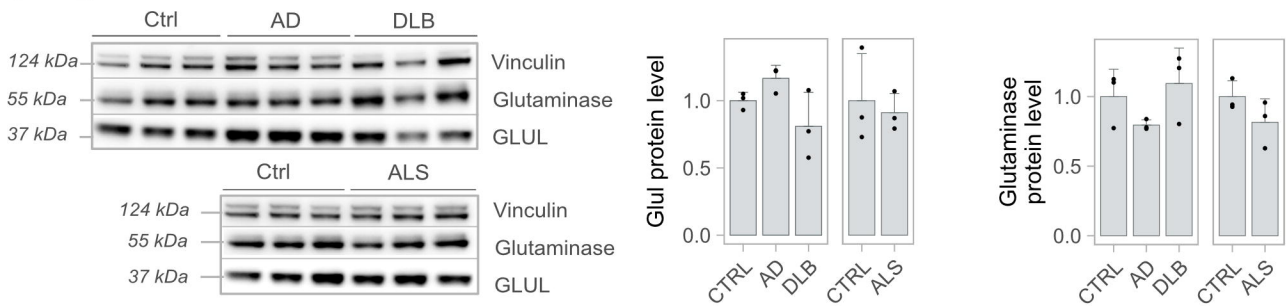 Ctrl AD DLB
124 kDa Vinculin
55 kDa Glutaminase
37 kDa GLUL
Ctrl ALS
124 kDa Vinculin
55 kDa Glutaminase
37 kDa GLUL
Glul protein level
1.0
0.5
0.0
CTRL AD DLB CTRL ALS
Glutaminase
protein level
1.0
0.5
0.0
CTRL AD DLB CTRL ALS